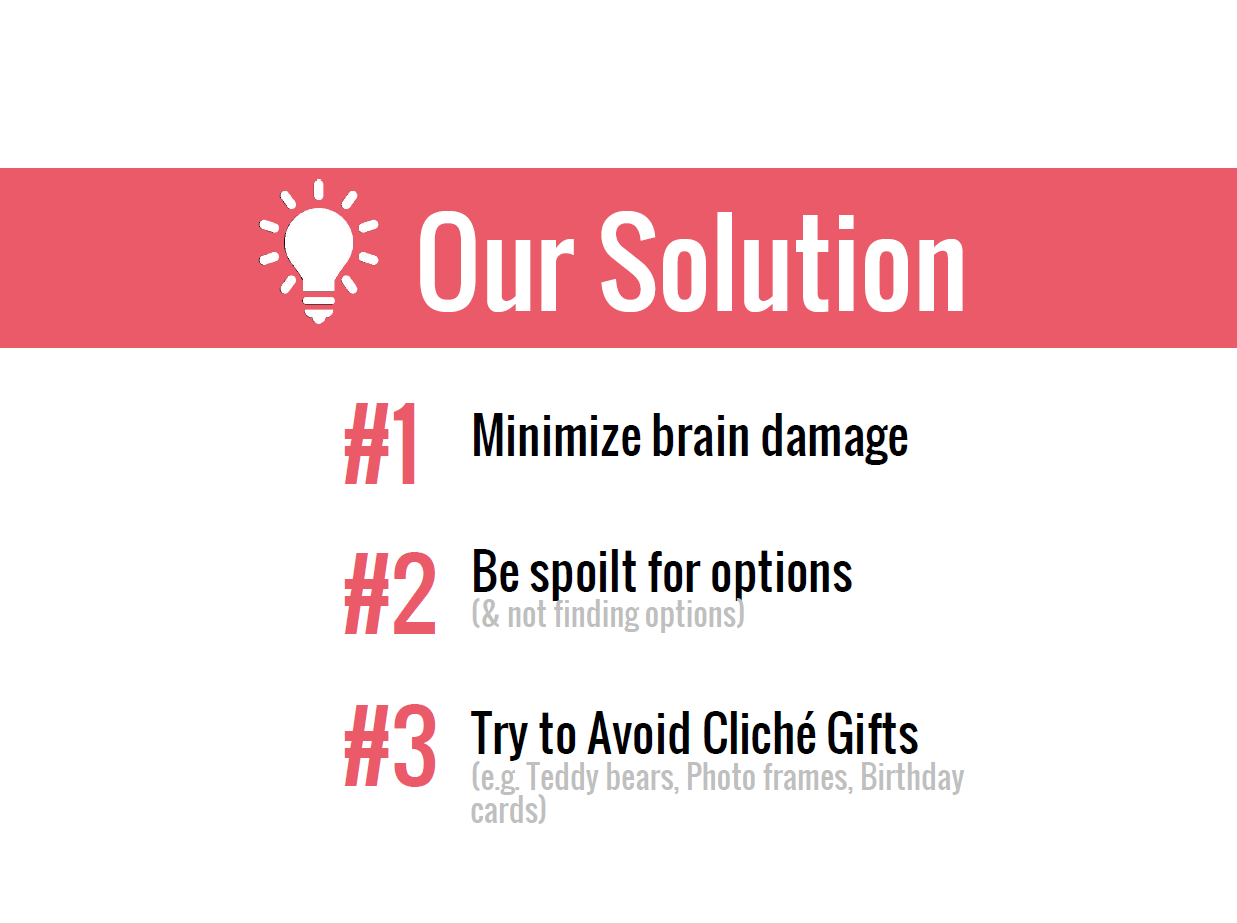 Our Solution
#1 Minimize brain damage
#2 Be spoilt for options
(& not finding options)
#3 Try to Avoid Cliché Gifts
(e.g. Teddy bears, Photo frames, Birthday
cards)